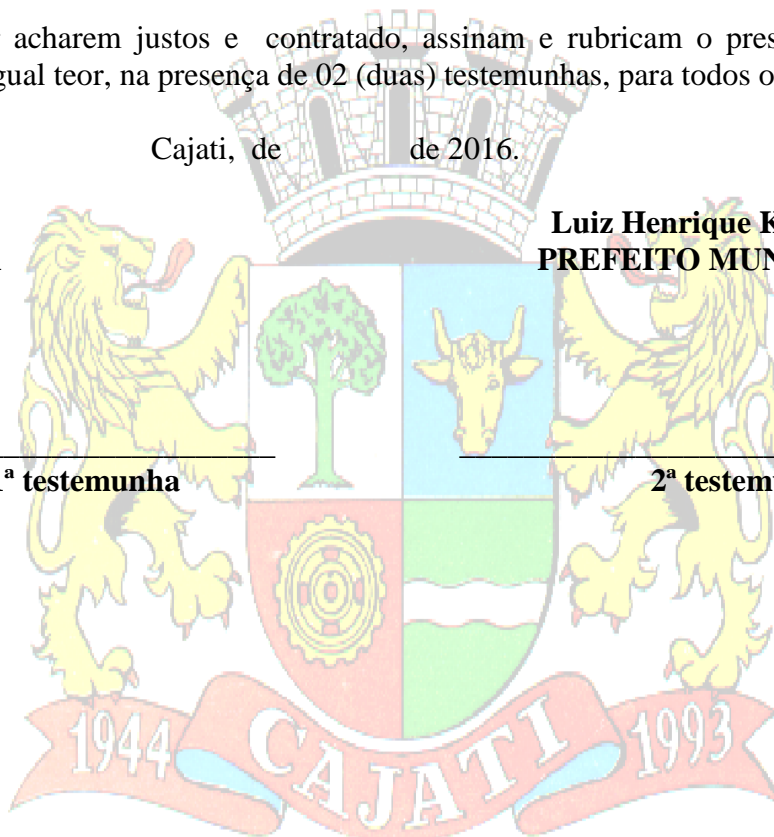 acharem justos e contratado, assinam e rubricam o pres
gual teor, na presença de 02 (duas) testemunhas, para todos o
Cajati, de de 2016.
Luiz Henrique K
PREFEITO MUN
ª testemunha
2ª testem
1944 CAJATI 1993